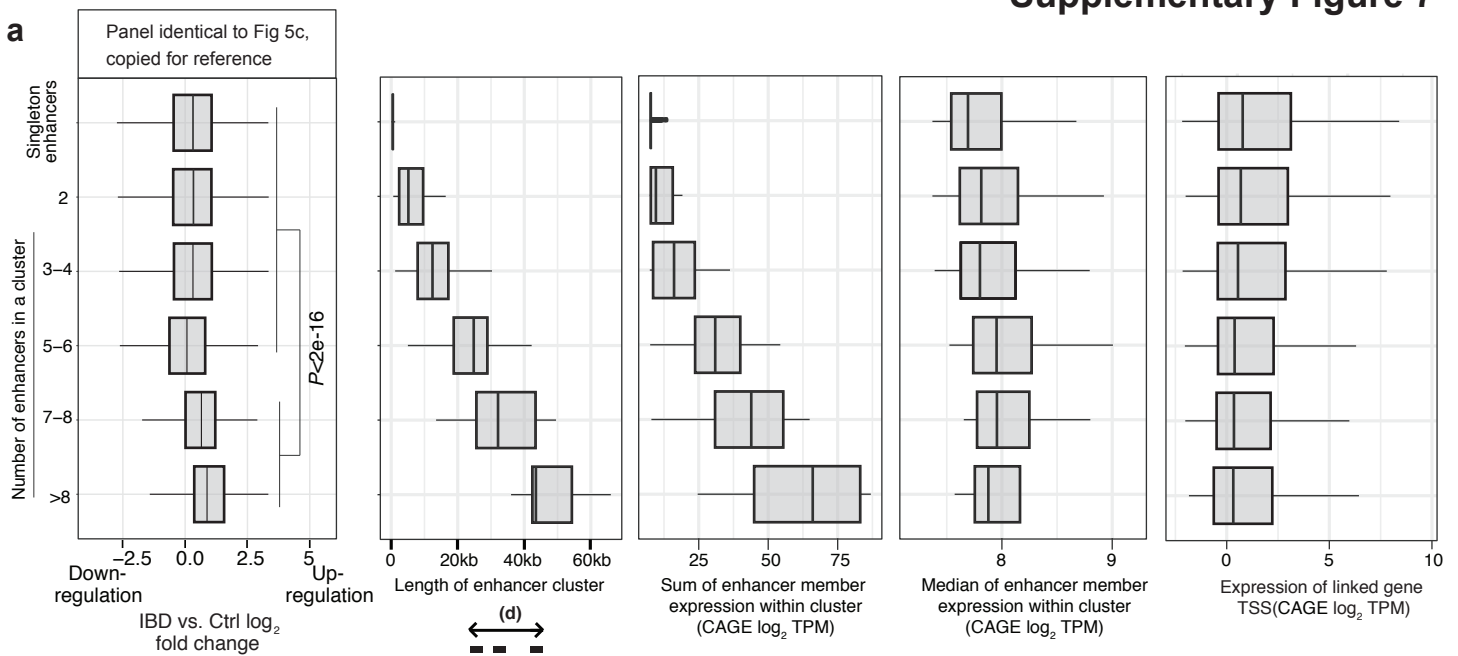 Supplementary Figure 7
a
Panel identical to Fig 5c,
copied for reference
Singleton
enhancers
2
3–4
5–6
7–8
>8
Number of enhancers in a cluster
P<2e-16
−2.5 0.0 2.5 5
Down-
regulation
Up-
regulation
IBD vs. Ctrl log2
fold change
0 20kb 40kb 60kb
Length of enhancer cluster
(d)
25 50 75
Sum of enhancer member
expression within cluster
(CAGE log2 TPM)
8 9
Median of enhancer member
expression within cluster
(CAGE log2 TPM)
0 5 10
Expression of linked gene
TSS(CAGE log2 TPM)